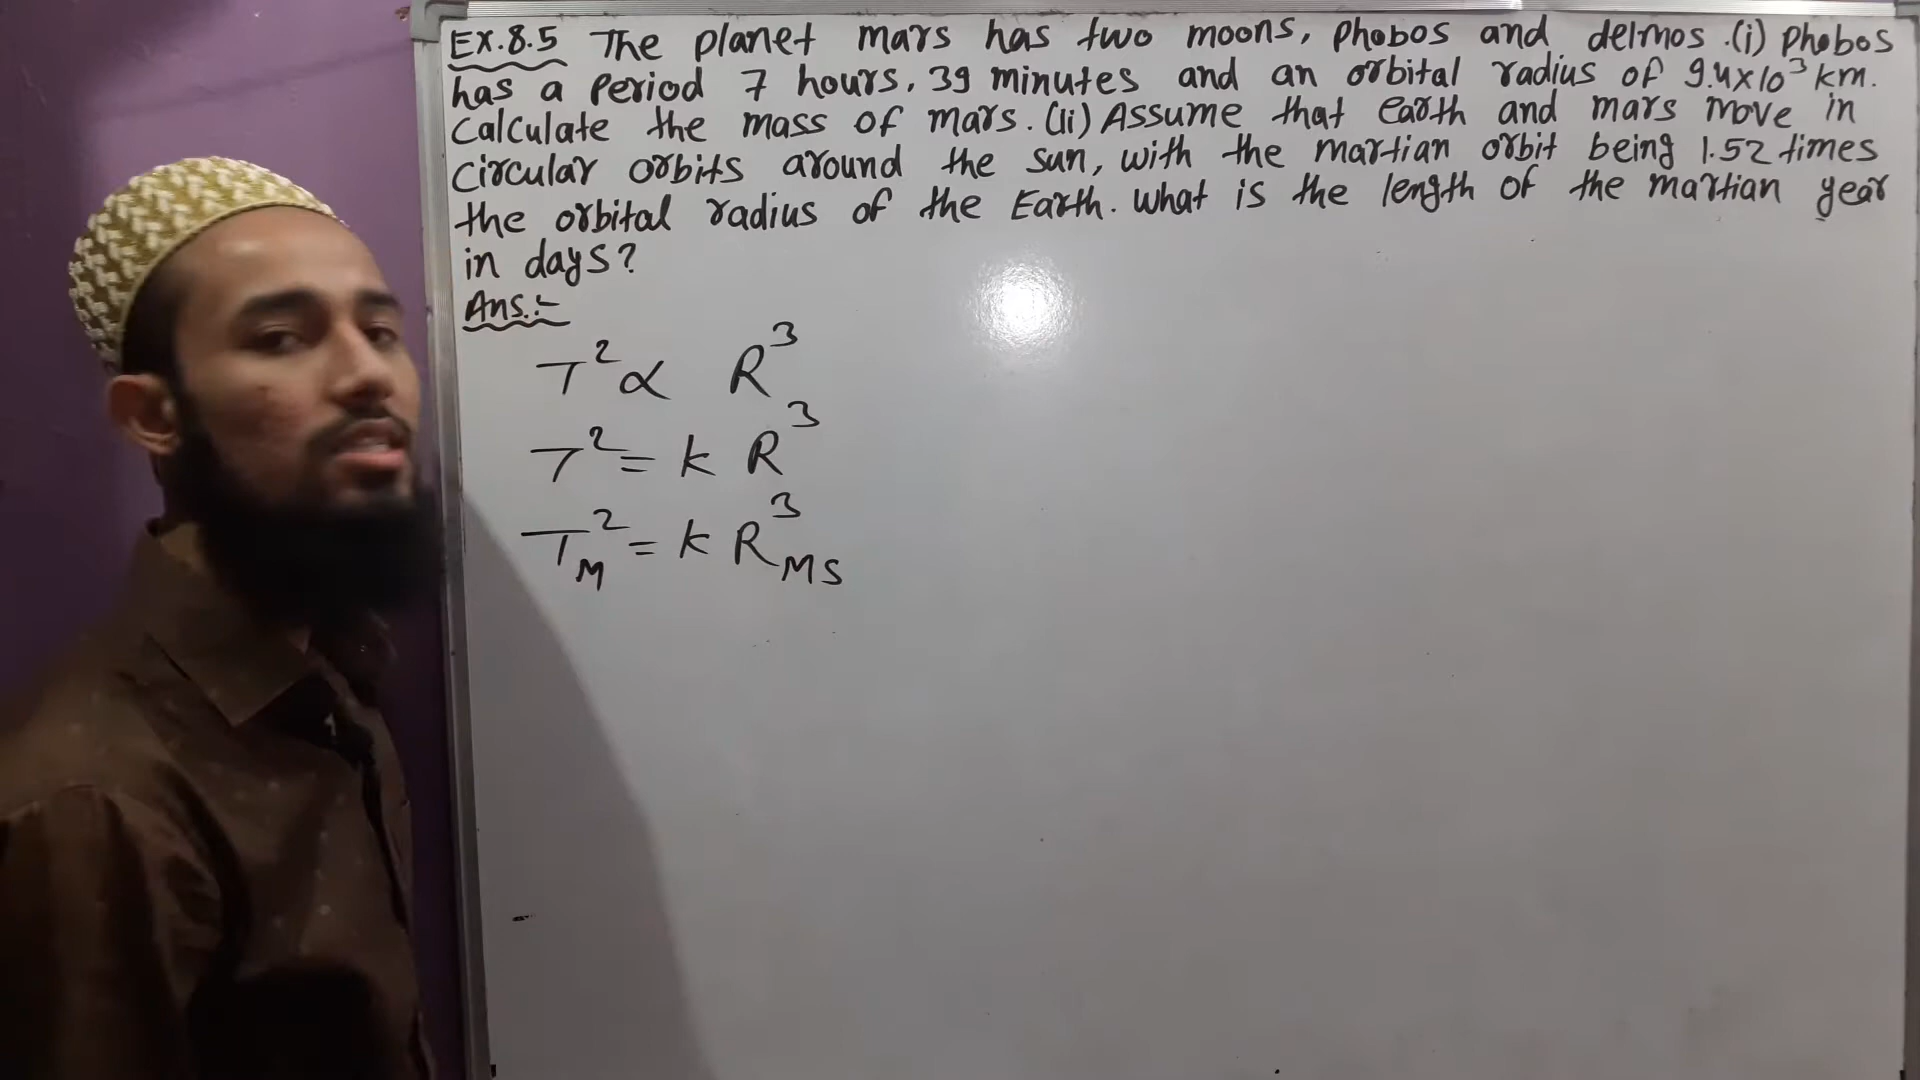 EX.8.5 The planet mars has two moons, Phobos and delmos.(i) Phobos
has a Period 7 hours, 39 minutes and an orbital radius of 9.4x10³ km.
Calculate the mass of mars. (ii) Assume that earth and mars move in
Circular orbits around the sun, with the martian orbit being 1.52 times
the orbital radius of the Earth. What is the length of the martian year
in days?
Ans.:-
T² ∝ R³
T² = K R³
T_M² = K R_MS³